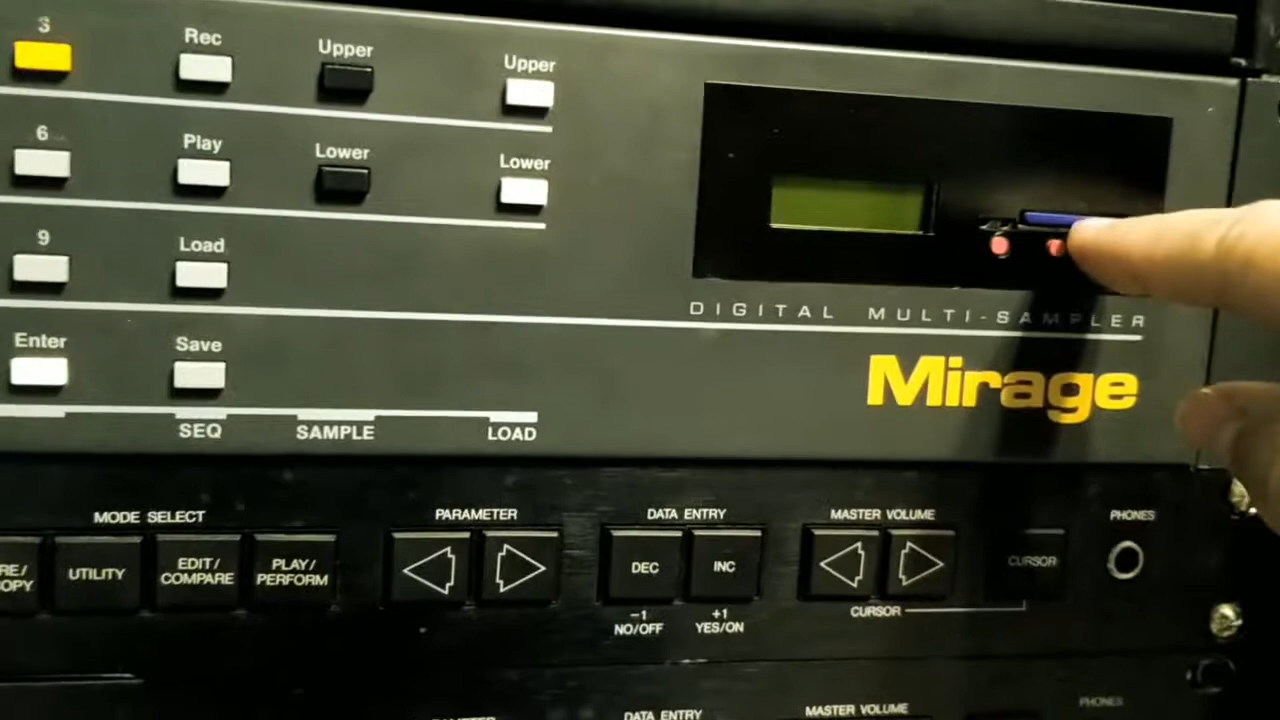 3 Rec Upper Upper
6 Play Lower Lower
9 Load
Enter Save
SEQ SAMPLE LOAD
DIGITAL MULTI-SAMPLER
Mirage
MODE SELECT PARAMETER DATA ENTRY MASTER VOLUME PHONES
UTILITY EDIT/ PLAY/ DEC INC CURSOR
COMPARE PERFORM
−1 +1 CURSOR
NO/OFF YES/ON
DATA ENTRY MASTER VOLUME PHONES